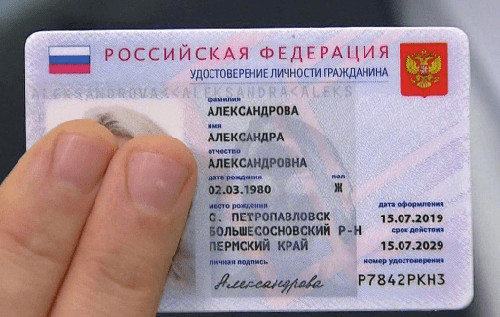 РОССИЙСКАЯ ФЕДЕРАЦИЯ
УДОСТОВЕРЕНИЕ ЛИЧНОСТИ ГРАЖДАНИНА
ALEKSANDROVA<<ALEKSANDRA<ALEKS
фамилия
АЛЕКСАНДРОВА
имя
АЛЕКСАНДРА
отчество
АЛЕКСАНДРОВНА
дата рождения пол
02.03.1980 Ж
место рождения
С. ПЕТРОПАВЛОВСК
БОЛЬШЕСОСНОВСКИЙ Р-Н
ПЕРМСКИЙ КРАЙ
дата оформления
15.07.2019
срок действия
15.07.2029
личная подпись
Александрова
номер удостоверения
P7842PKH3